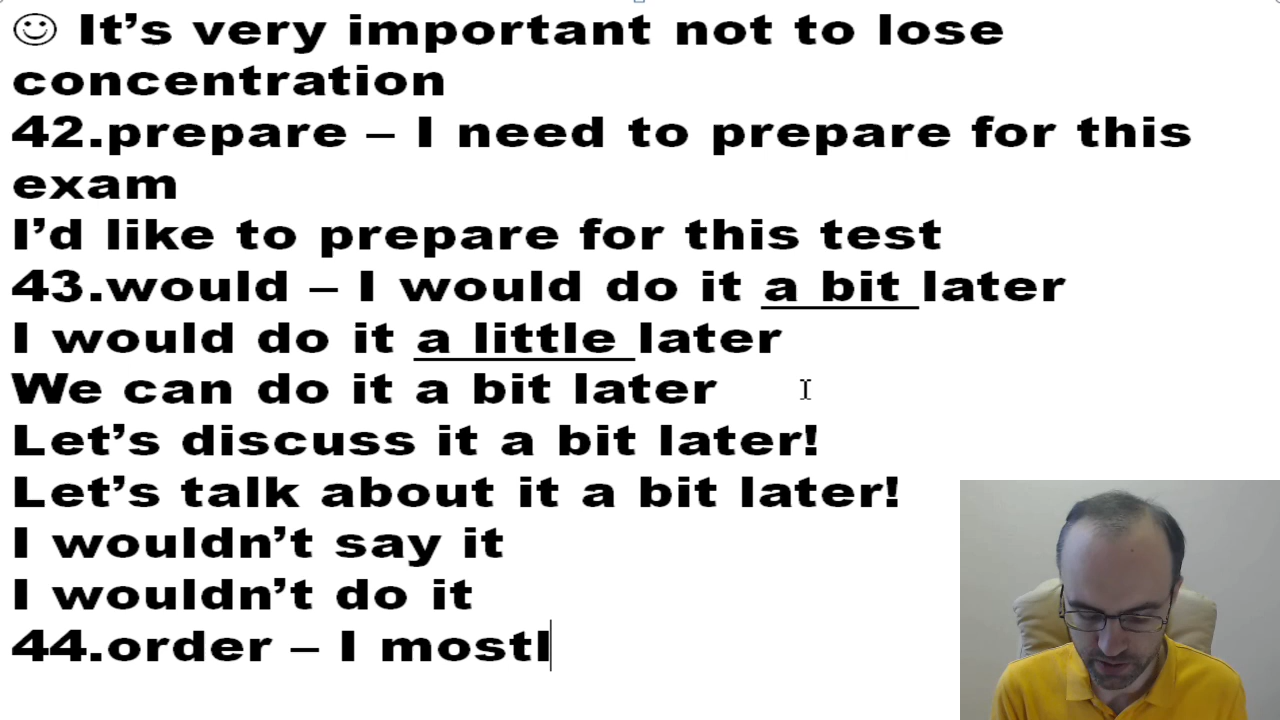 ☺ It’s very important not to lose
concentration
42.prepare – I need to prepare for this
exam
I’d like to prepare for this test
43.would – I would do it a bit later
I would do it a little later
We can do it a bit later
Let’s discuss it a bit later!
Let’s talk about it a bit later!
I wouldn’t say it
I wouldn’t do it
44.order – I mostl